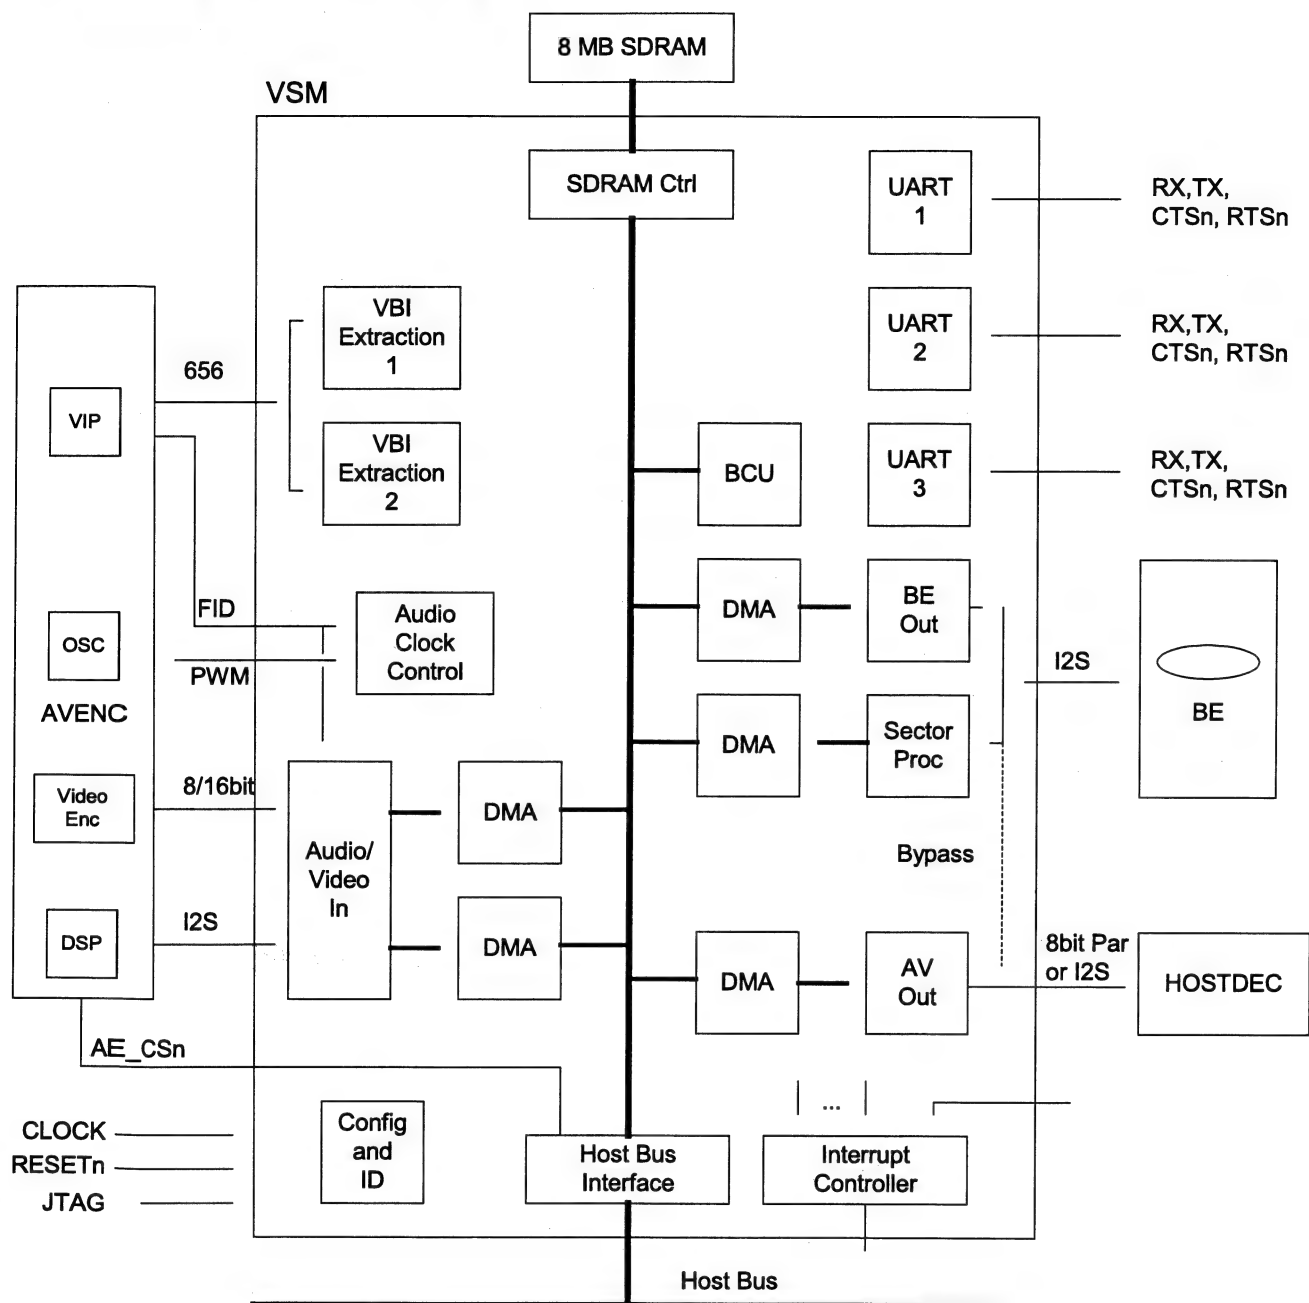 8 MB SDRAM
VSM
SDRAM Ctrl
UART
1
RX,TX,
CTSn, RTSn
VBI
Extraction
1
UART
2
RX,TX,
CTSn, RTSn
656
VIP
VBI
Extraction
2
BCU
UART
3
RX,TX,
CTSn, RTSn
FID
OSC
PWM
AVENC
Audio
Clock
Control
DMA
BE
Out
I2S
BE
DMA
Sector
Proc
8/16bit
Video
Enc
Audio/
Video
In
DMA
Bypass
I2S
DSP
DMA
DMA
AV
Out
8bit Par
or I2S
HOSTDEC
AE_CSn
...
CLOCK
RESETn
JTAG
Config
and
ID
Host Bus
Interface
Interrupt
Controller
Host Bus